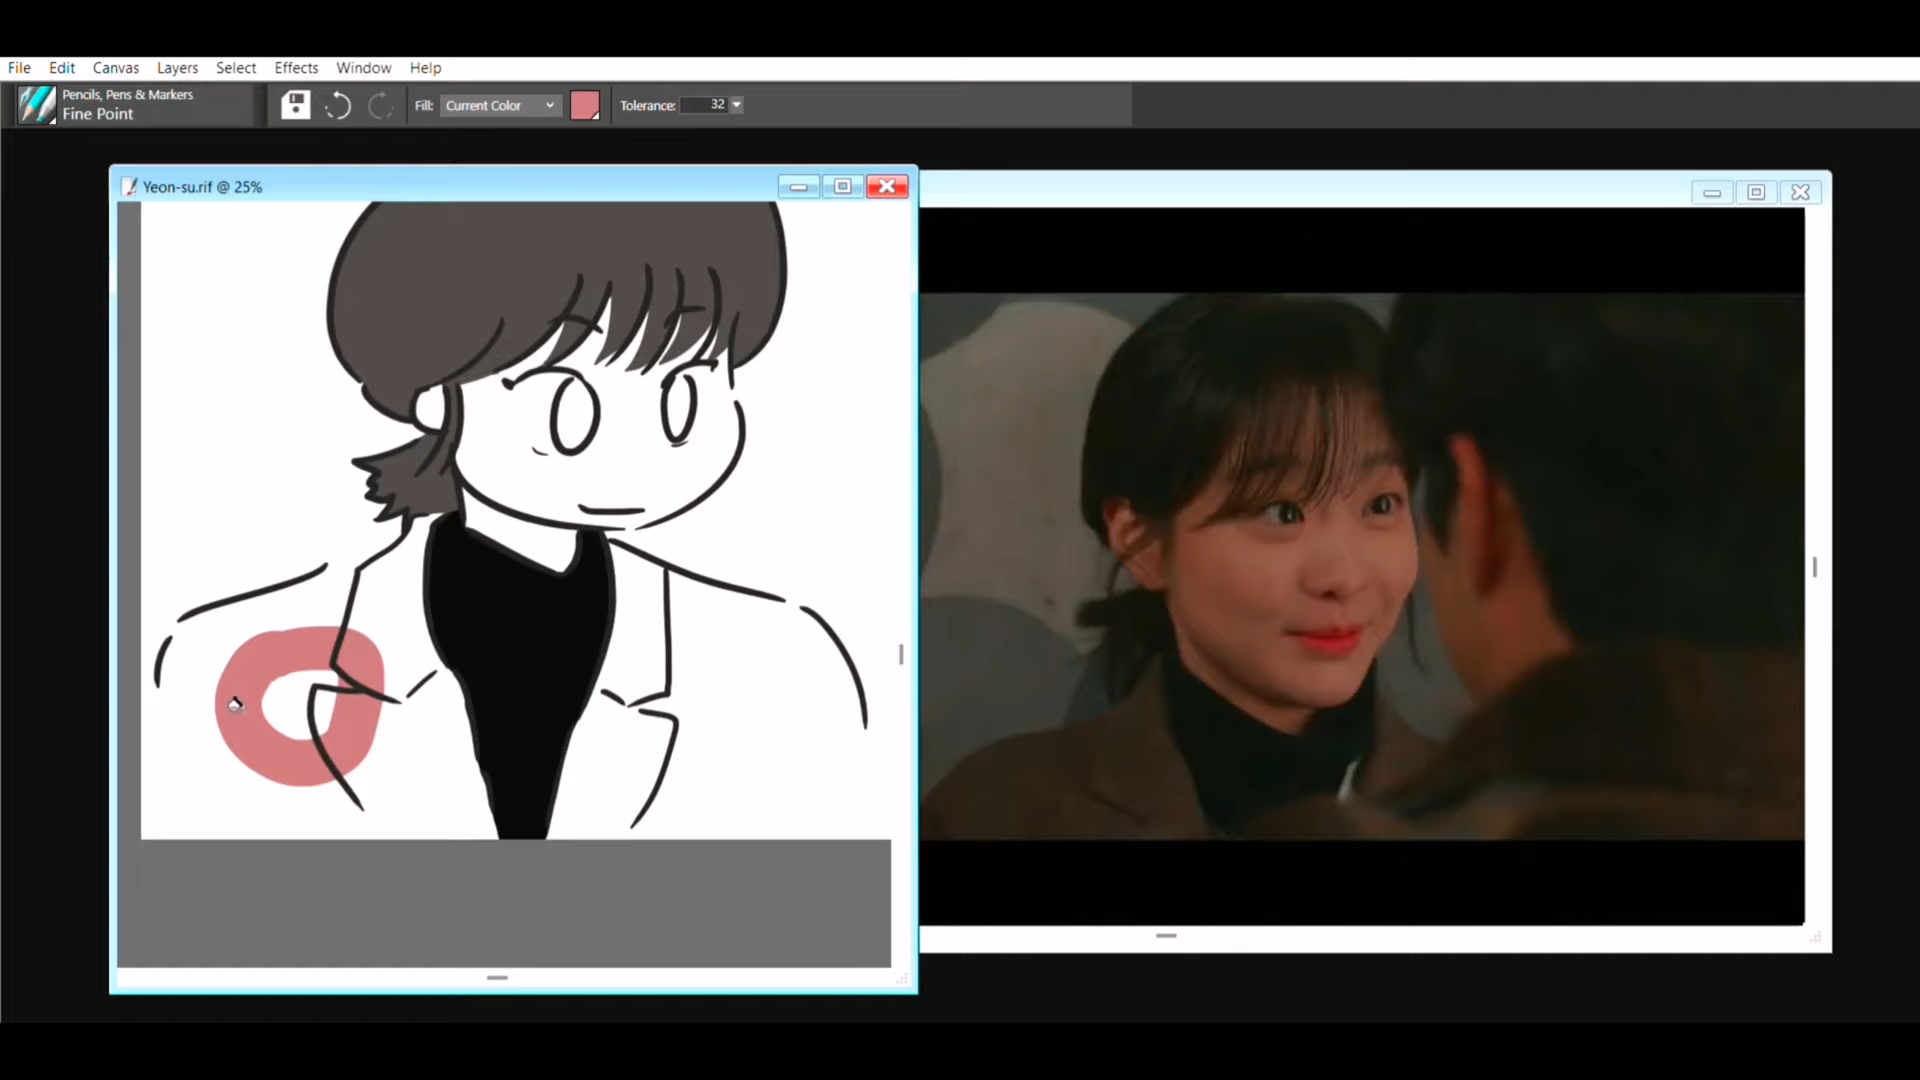 File Edit Canvas Layers Select Effects Window Help
Pencils, Pens & Markers
Fine Point
Fill: Current Color Tolerance: 32
Yeon-su.rif @ 25%